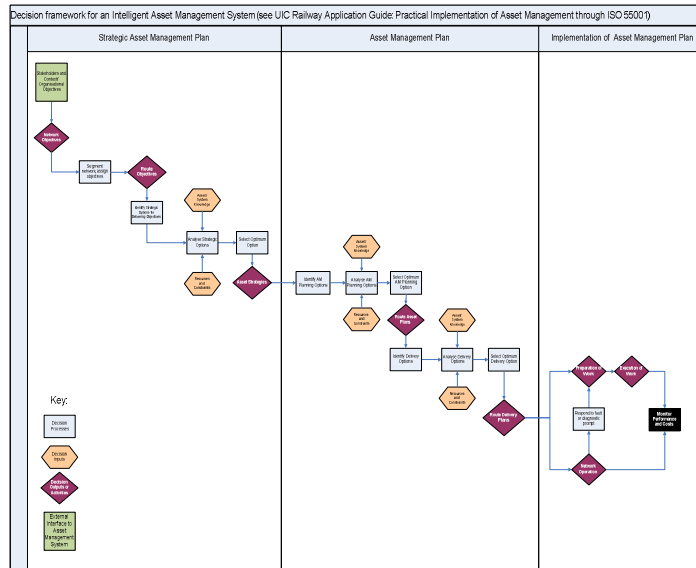 Decision framework for an Intelligent Asset Management System (see UIC Railway Application Guide: Practical Implementation of Asset Management through ISO 55001)
Strategic Asset Management Plan
Asset Management Plan
Implementation of Asset Management Plan
Stakeholders and
Context/
Organisational
Objectives
Network
Objectives
Segment
network, assign
objectives
Route
Objectives
Identify Strategic
Options for
Delivering Objectives
Asset/
System
Knowledge
Analyse Strategic
Options
Resources
and
Constraints
Select Optimum
Option
Asset Strategies
Identify AM
Planning Options
Asset/
System
Knowledge
Analyse AM
Planning Options
Resources
and
Constraints
Select Optimum
AM Planning
Option
Route Asset
Plans
Identify Delivery
Options
Asset/
System
Knowledge
Analyse Delivery
Options
Resources
and
Constraints
Select Optimum
Delivery Option
Route Delivery
Plans
Preparation of
Work
Execution of
Work
Respond to fault
or diagnostic
prompt
Monitor
Performance
and Costs
Network
Operation
Key:
Decision
Processes
Decision
Inputs
Decision
Outputs or
Activities
External
Interface to
Asset
Management
System